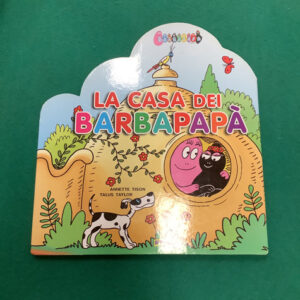 LA CASA DEI
BARBAPAPÀ
ANNETTE TISON
TALUS TAYLOR